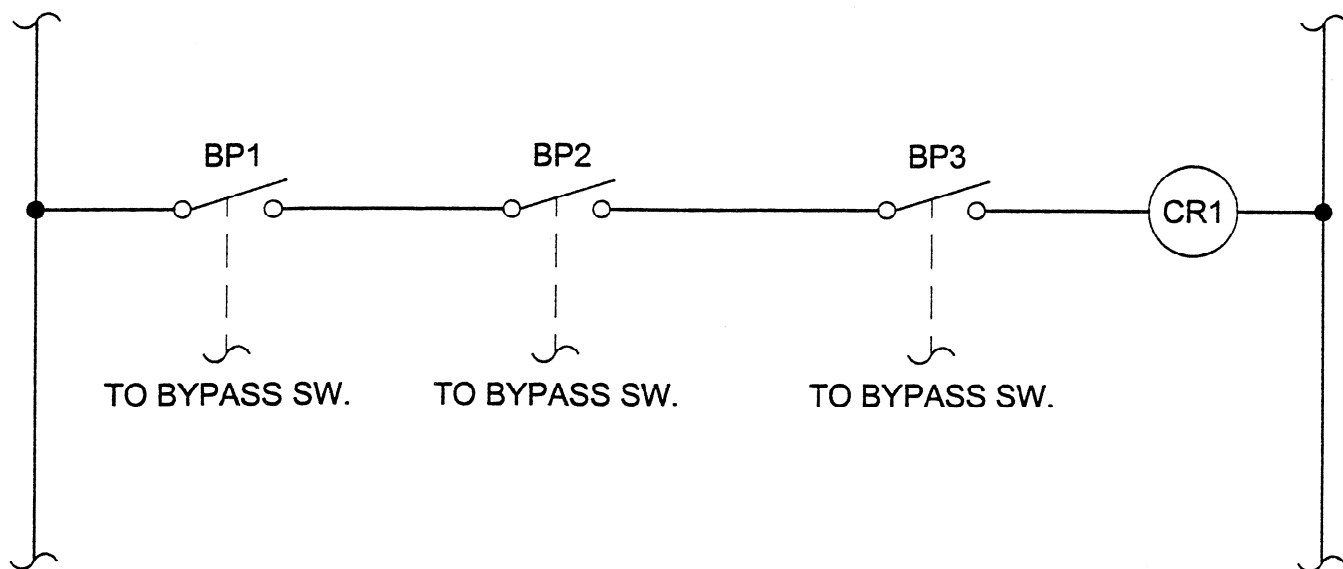 BP1 BP2 BP3
CR1
TO BYPASS SW. TO BYPASS SW. TO BYPASS SW.